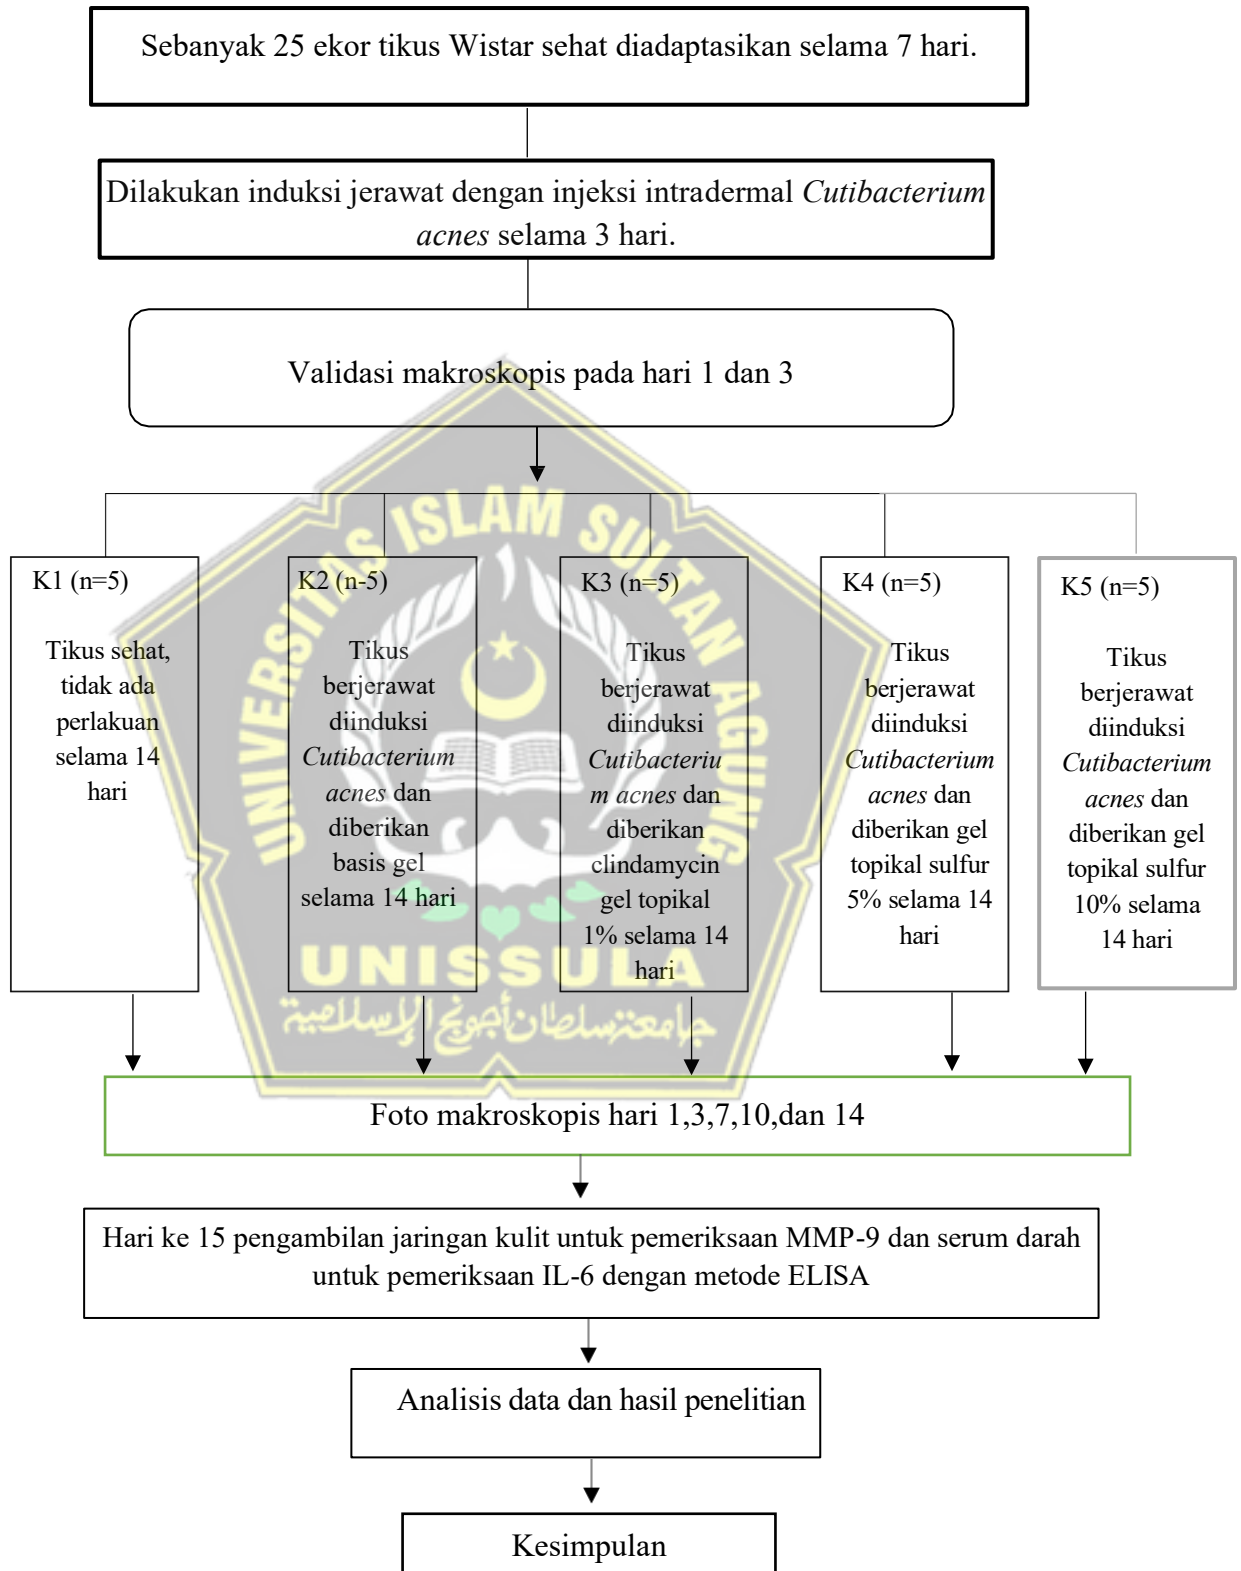 Sebanyak 25 ekor tikus Wistar sehat diadaptasikan selama 7 hari.
Dilakukan induksi jerawat dengan injeksi intradermal Cutibacterium
acnes selama 3 hari.
Validasi makroskopis pada hari 1 dan 3
K1 (n=5)
Tikus sehat,
tidak ada
perlakuan
selama 14
hari
K2 (n-5)
Tikus
berjerawat
diinduksi
Cutibacterium
acnes dan
diberikan
basis gel
selama 14 hari
K3 (n=5)
Tikus
berjerawat
diinduksi
Cutibacteriu
m acnes dan
diberikan
clindamycin
gel topikal
1% selama 14
hari
K4 (n=5)
Tikus
berjerawat
diinduksi
Cutibacterium
acnes dan
diberikan gel
topikal sulfur
5% selama 14
hari
K5 (n=5)
Tikus
berjerawat
diinduksi
Cutibacterium
acnes dan
diberikan gel
topikal sulfur
10% selama
14 hari
UNIVERSITAS ISLAM SULTAN AGUNG
UNISSULA
جامعة سلطان أجونج الإسلامية
Foto makroskopis hari 1,3,7,10,dan 14
Hari ke 15 pengambilan jaringan kulit untuk pemeriksaan MMP-9 dan serum darah
untuk pemeriksaan IL-6 dengan metode ELISA
Analisis data dan hasil penelitian
Kesimpulan